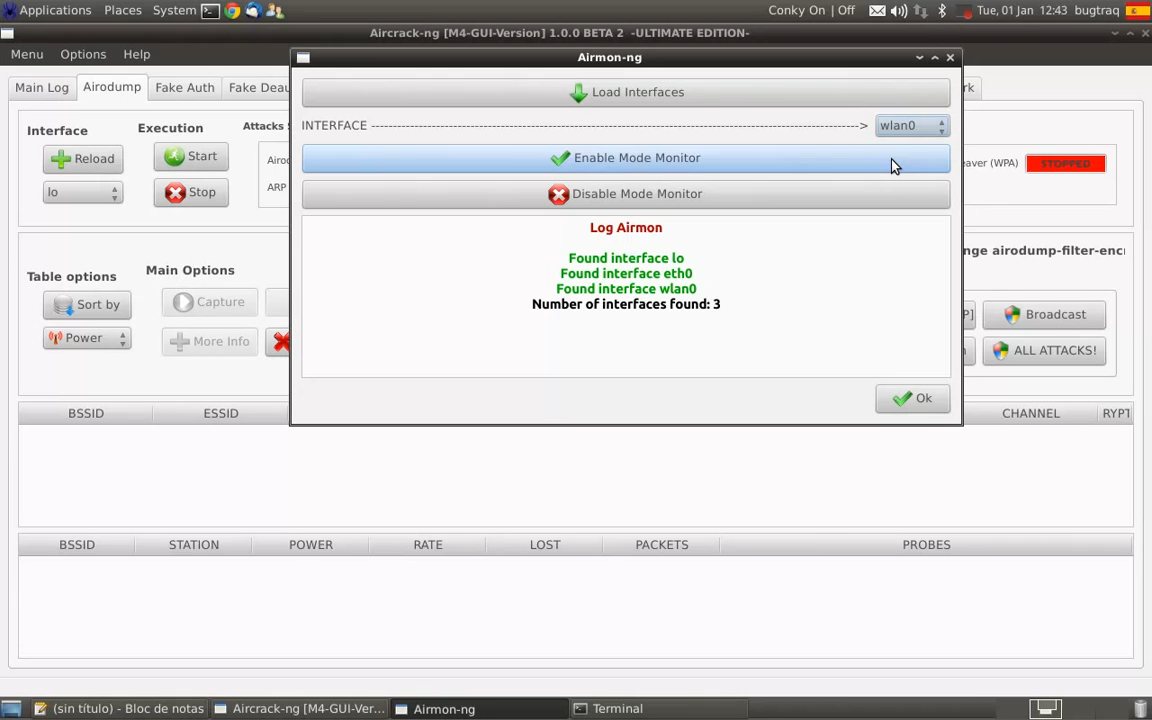 Applications Places System Conky On | Off Tue, 01 Jan 12:43 bugtraq
Aircrack-ng [M4-GUI-Version] 1.0.0 BETA 2 -ULTIMATE EDITION-
Menu Options Help
Airmon-ng
Main Log Airodump Fake Auth Fake Deau rk
Load Interfaces
INTERFACE ----------------------------------------------------------------------------------------------------------------> wlan0
Interface Execution Attacks S
Reload Start Airod
Enable Mode Monitor
eaver (WPA) STOPPED
lo Stop ARP
Disable Mode Monitor
Log Airmon
Found interface lo
Found interface eth0
Found interface wlan0
Number of interfaces found: 3
nge airodump-filter-encr
Table options Main Options
Sort by Capture
P] Broadcast
Power More Info
n ALL ATTACKS!
Ok
BSSID ESSID CHANNEL RYPT
BSSID STATION POWER RATE LOST PACKETS PROBES
(sin título) - Bloc de notas Aircrack-ng [M4-GUI-Ver... Airmon-ng Terminal